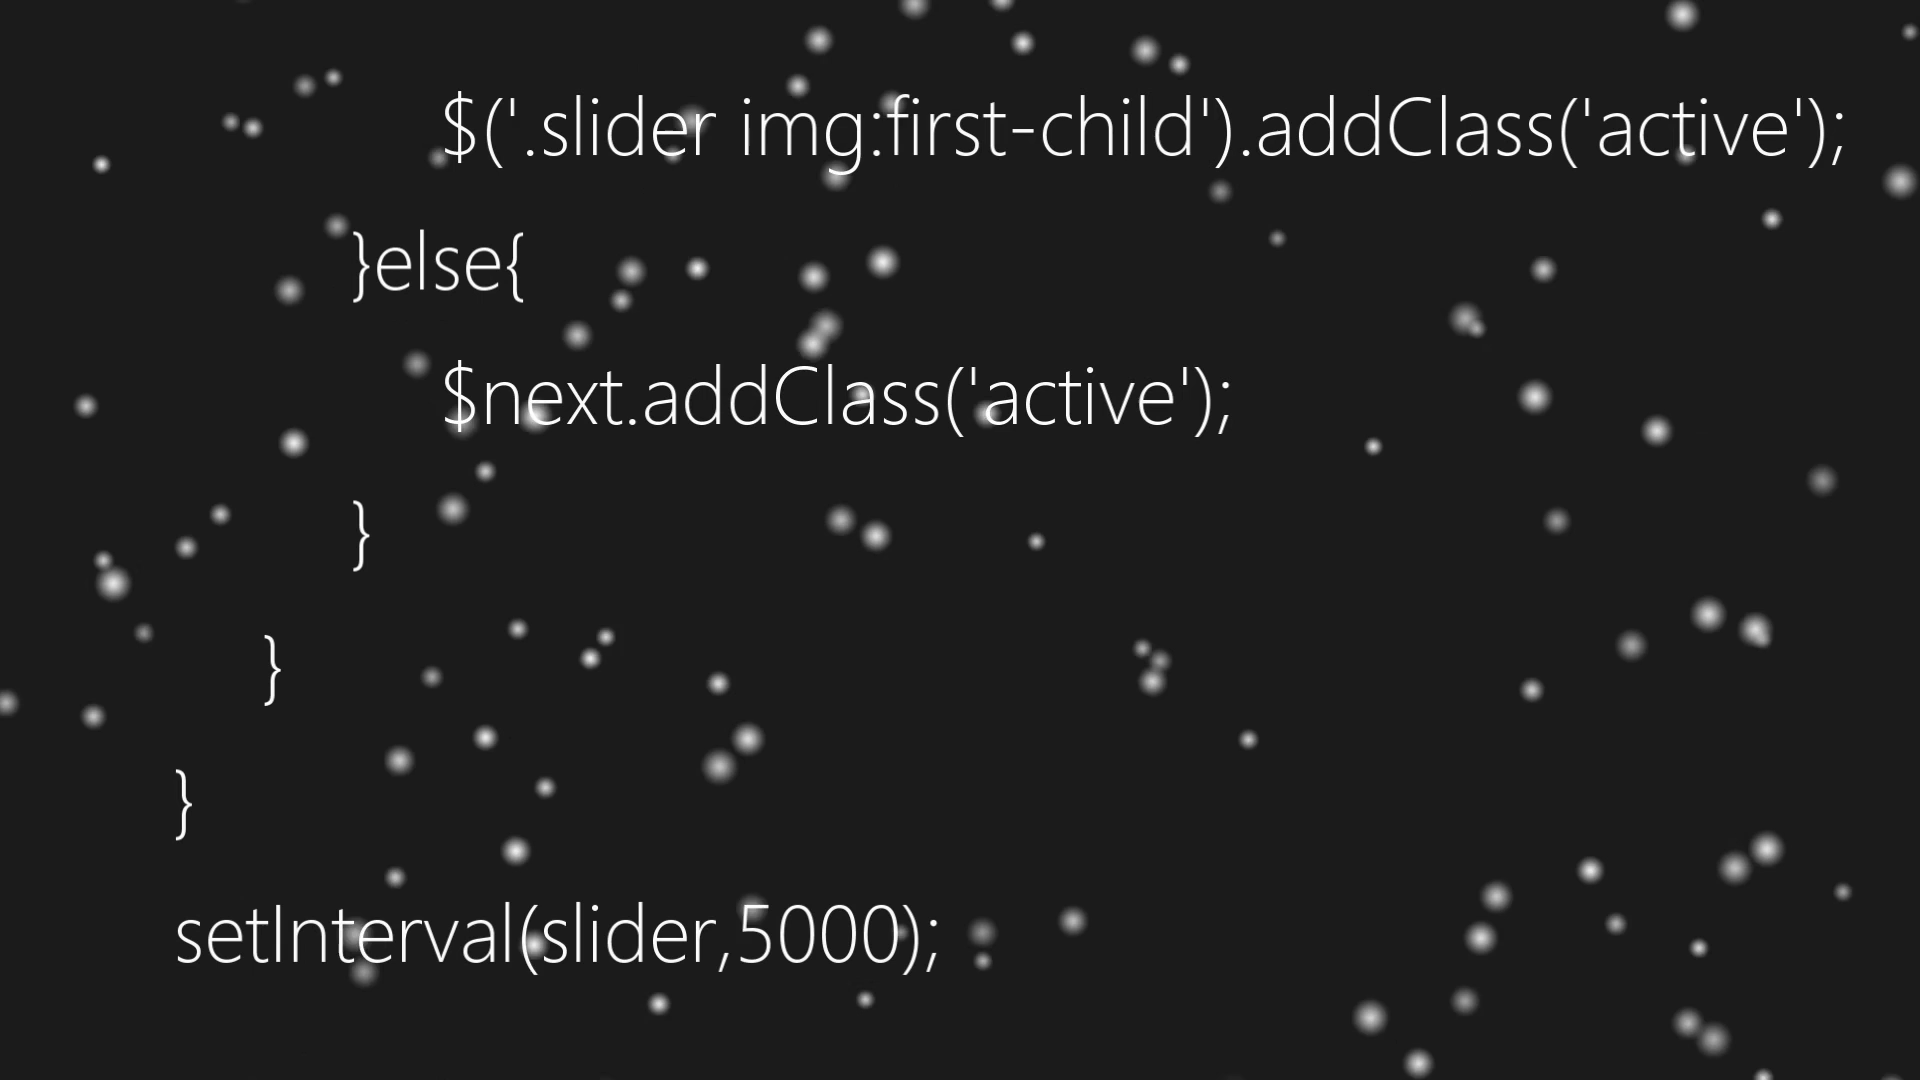 $('.slider img:first-child').addClass('active');
}else{
$next.addClass('active');
}
}
}
setInterval(slider,5000);